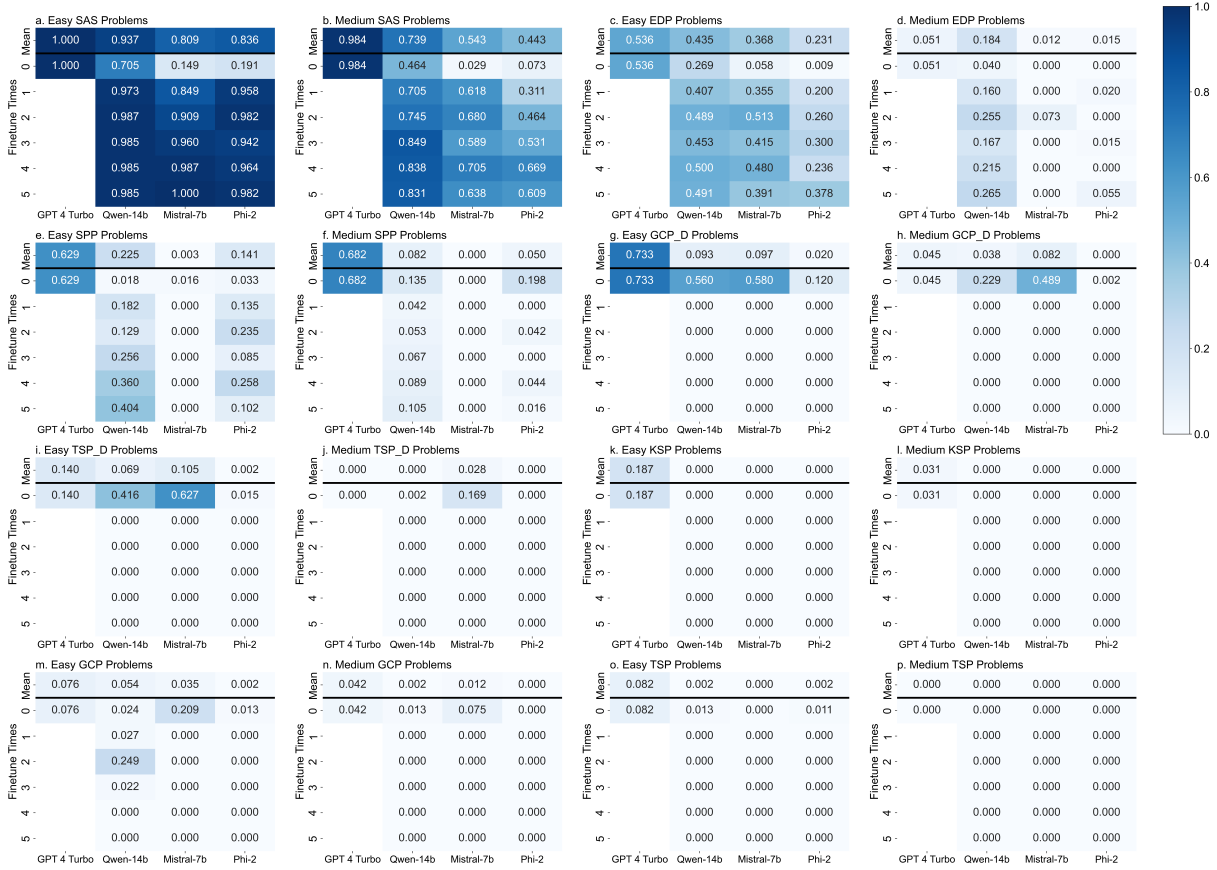 a. Easy SAS Problems
Mean 1.000 0.937 0.809 0.836
0 1.000 0.705 0.149 0.191
1 0.973 0.849 0.958
2 0.987 0.909 0.982
3 0.985 0.960 0.942
4 0.985 0.987 0.964
5 0.985 1.000 0.982
Finetune Times
GPT 4 Turbo Qwen-14b Mistral-7b Phi-2
b. Medium SAS Problems
Mean 0.984 0.739 0.543 0.443
0 0.984 0.464 0.029 0.073
1 0.705 0.618 0.311
2 0.745 0.680 0.464
3 0.849 0.589 0.531
4 0.838 0.705 0.669
5 0.831 0.638 0.609
Finetune Times
GPT 4 Turbo Qwen-14b Mistral-7b Phi-2
c. Easy EDP Problems
Mean 0.536 0.435 0.368 0.231
0 0.536 0.269 0.058 0.009
1 0.407 0.355 0.200
2 0.489 0.513 0.260
3 0.453 0.415 0.300
4 0.500 0.480 0.236
5 0.491 0.391 0.378
Finetune Times
GPT 4 Turbo Qwen-14b Mistral-7b Phi-2
d. Medium EDP Problems
Mean 0.051 0.184 0.012 0.015
0 0.051 0.040 0.000 0.000
1 0.160 0.000 0.020
2 0.255 0.073 0.000
3 0.167 0.000 0.015
4 0.215 0.000 0.000
5 0.265 0.000 0.055
Finetune Times
GPT 4 Turbo Qwen-14b Mistral-7b Phi-2
1.0
0.8
0.6
0.4
0.2
0.0
e. Easy SPP Problems
Mean 0.629 0.225 0.003 0.141
0 0.629 0.018 0.016 0.033
1 0.182 0.000 0.135
2 0.129 0.000 0.235
3 0.256 0.000 0.085
4 0.360 0.000 0.258
5 0.404 0.000 0.102
Finetune Times
GPT 4 Turbo Qwen-14b Mistral-7b Phi-2
f. Medium SPP Problems
Mean 0.682 0.082 0.000 0.050
0 0.682 0.135 0.000 0.198
1 0.042 0.000 0.000
2 0.053 0.000 0.042
3 0.067 0.000 0.000
4 0.089 0.000 0.044
5 0.105 0.000 0.016
Finetune Times
GPT 4 Turbo Qwen-14b Mistral-7b Phi-2
g. Easy GCP_D Problems
Mean 0.733 0.093 0.097 0.020
0 0.733 0.560 0.580 0.120
1 0.000 0.000 0.000
2 0.000 0.000 0.000
3 0.000 0.000 0.000
4 0.000 0.000 0.000
5 0.000 0.000 0.000
Finetune Times
GPT 4 Turbo Qwen-14b Mistral-7b Phi-2
h. Medium GCP_D Problems
Mean 0.045 0.038 0.082 0.000
0 0.045 0.229 0.489 0.002
1 0.000 0.000 0.000
2 0.000 0.000 0.000
3 0.000 0.000 0.000
4 0.000 0.000 0.000
5 0.000 0.000 0.000
Finetune Times
GPT 4 Turbo Qwen-14b Mistral-7b Phi-2
i. Easy TSP_D Problems
Mean 0.140 0.069 0.105 0.002
0 0.140 0.416 0.627 0.015
1 0.000 0.000 0.000
2 0.000 0.000 0.000
3 0.000 0.000 0.000
4 0.000 0.000 0.000
5 0.000 0.000 0.000
Finetune Times
GPT 4 Turbo Qwen-14b Mistral-7b Phi-2
j. Medium TSP_D Problems
Mean 0.000 0.000 0.028 0.000
0 0.000 0.002 0.169 0.000
1 0.000 0.000 0.000
2 0.000 0.000 0.000
3 0.000 0.000 0.000
4 0.000 0.000 0.000
5 0.000 0.000 0.000
Finetune Times
GPT 4 Turbo Qwen-14b Mistral-7b Phi-2
k. Easy KSP Problems
Mean 0.187 0.000 0.000 0.000
0 0.187 0.000 0.000 0.000
1 0.000 0.000 0.000
2 0.000 0.000 0.000
3 0.000 0.000 0.000
4 0.000 0.000 0.000
5 0.000 0.000 0.000
Finetune Times
GPT 4 Turbo Qwen-14b Mistral-7b Phi-2
l. Medium KSP Problems
Mean 0.031 0.000 0.000 0.000
0 0.031 0.000 0.000 0.000
1 0.000 0.000 0.000
2 0.000 0.000 0.000
3 0.000 0.000 0.000
4 0.000 0.000 0.000
5 0.000 0.000 0.000
Finetune Times
GPT 4 Turbo Qwen-14b Mistral-7b Phi-2
m. Easy GCP Problems
Mean 0.076 0.054 0.035 0.002
0 0.076 0.024 0.209 0.013
1 0.027 0.000 0.000
2 0.249 0.000 0.000
3 0.022 0.000 0.000
4 0.000 0.000 0.000
5 0.000 0.000 0.000
Finetune Times
GPT 4 Turbo Qwen-14b Mistral-7b Phi-2
n. Medium GCP Problems
Mean 0.042 0.002 0.012 0.000
0 0.042 0.013 0.075 0.000
1 0.000 0.000 0.000
2 0.000 0.000 0.000
3 0.000 0.000 0.000
4 0.000 0.000 0.000
5 0.000 0.000 0.000
Finetune Times
GPT 4 Turbo Qwen-14b Mistral-7b Phi-2
o. Easy TSP Problems
Mean 0.082 0.002 0.000 0.002
0 0.082 0.013 0.000 0.011
1 0.000 0.000 0.000
2 0.000 0.000 0.000
3 0.000 0.000 0.000
4 0.000 0.000 0.000
5 0.000 0.000 0.000
Finetune Times
GPT 4 Turbo Qwen-14b Mistral-7b Phi-2
p. Medium TSP Problems
Mean 0.000 0.000 0.000 0.000
0 0.000 0.000 0.000 0.000
1 0.000 0.000 0.000
2 0.000 0.000 0.000
3 0.000 0.000 0.000
4 0.000 0.000 0.000
5 0.000 0.000 0.000
Finetune Times
GPT 4 Turbo Qwen-14b Mistral-7b Phi-2